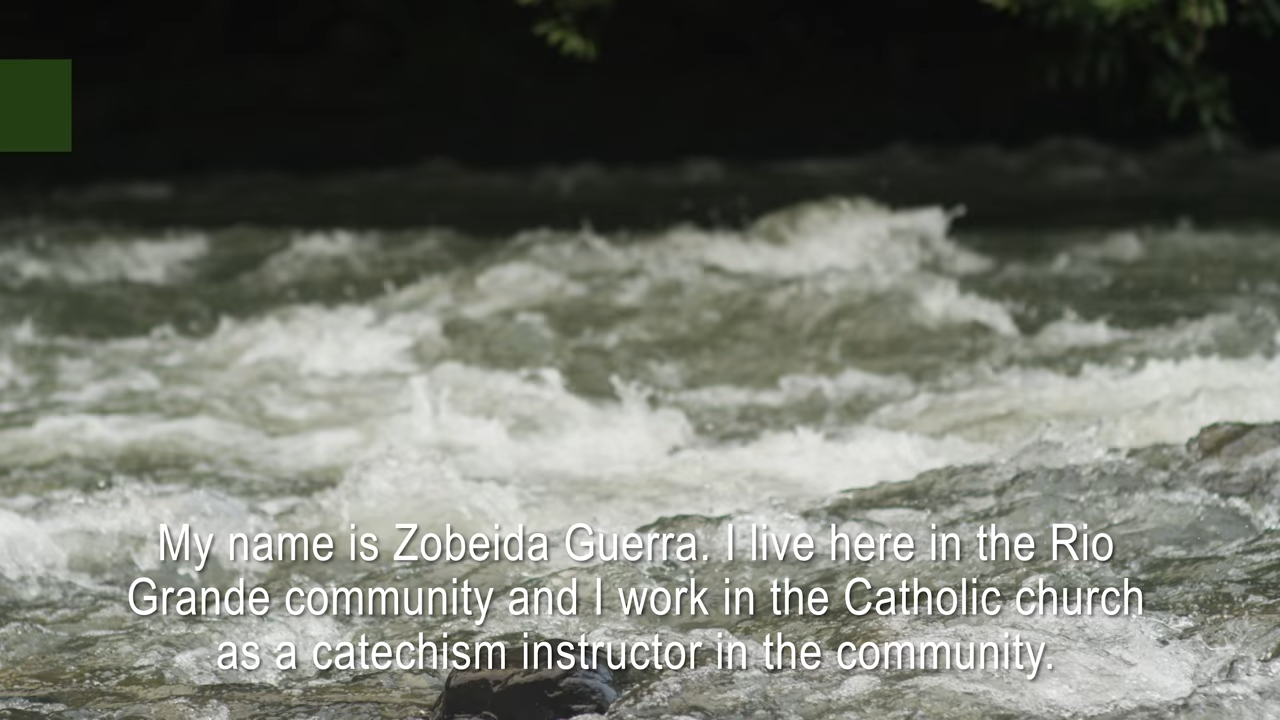 My name is Zobeida Guerra. I live here in the Rio
Grande community and I work in the Catholic church
as a catechism instructor in the community.